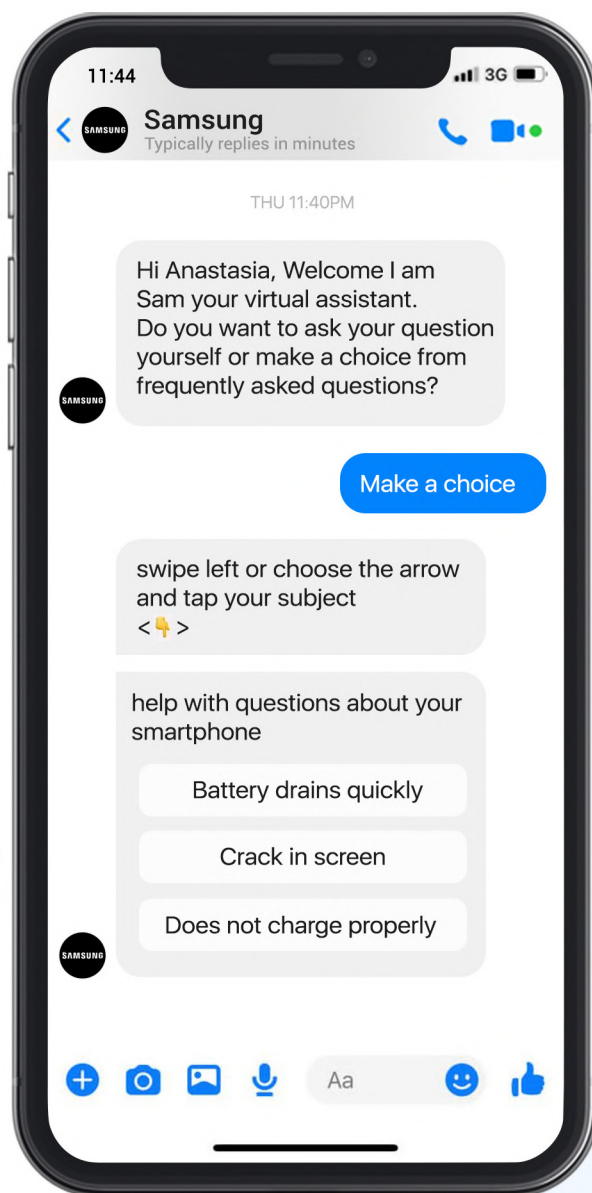 11:44
3G
SAMSUNG
Samsung
Typically replies in minutes
THU 11:40PM
Hi Anastasia, Welcome I am
Sam your virtual assistant.
Do you want to ask your question
yourself or make a choice from
frequently asked questions?
SAMSUNG
Make a choice
swipe left or choose the arrow
and tap your subject
<👇>
help with questions about your
smartphone
Battery drains quickly
Crack in screen
Does not charge properly
SAMSUNG
Aa